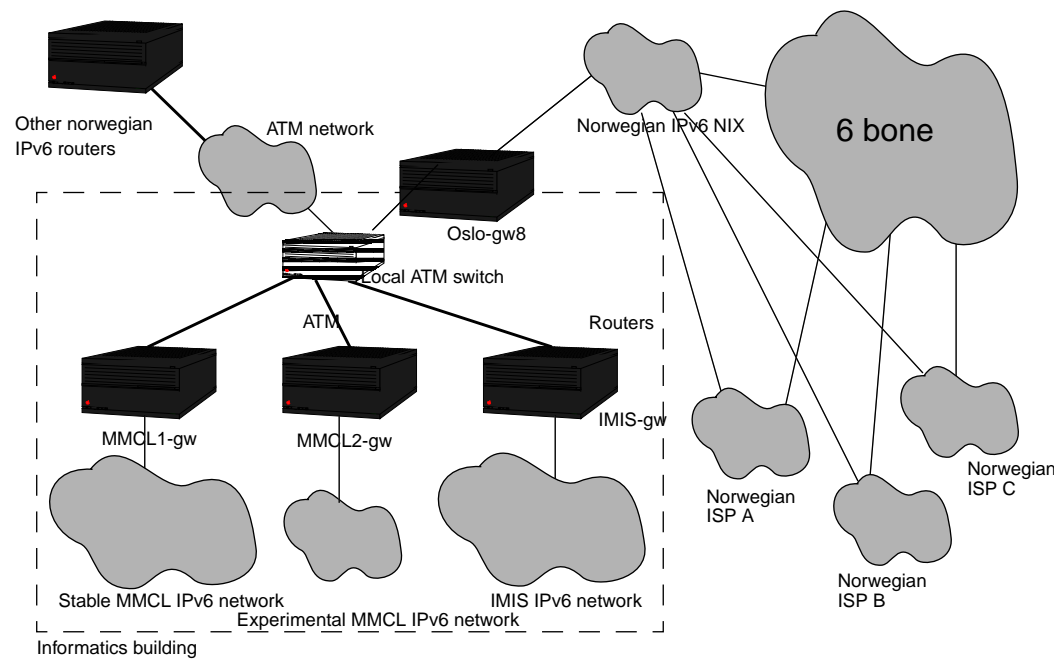 6 bone
Other norwegian
IPv6 routers
ATM network
Norwegian IPv6 NIX
Oslo-gw8
Local ATM switch
ATM
Routers
MMCL1-gw
MMCL2-gw
IMIS-gw
Norwegian
ISP A
Norwegian
ISP C
Norwegian
ISP B
Stable MMCL IPv6 network
IMIS IPv6 network
Experimental MMCL IPv6 network
Informatics building